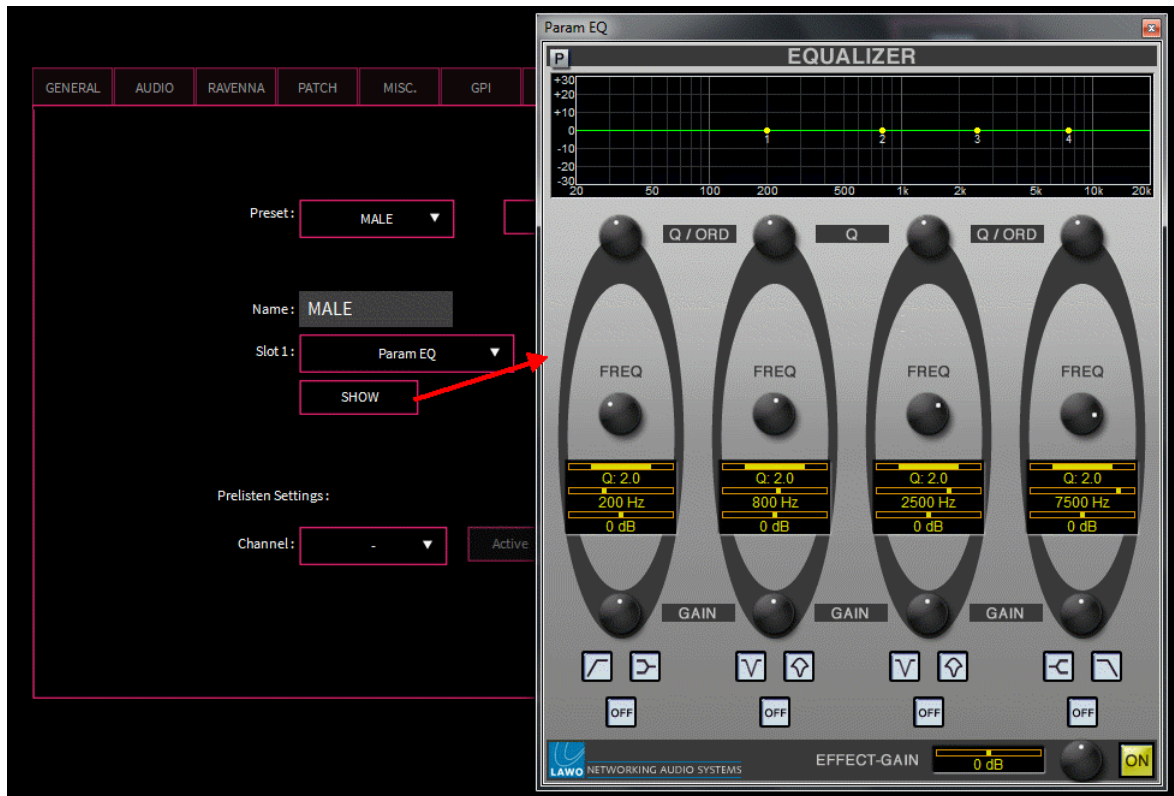 Param EQ
P
EQUALIZER
GENERAL AUDIO RAVENNA PATCH MISC. GPI
+30
+20
+10
0
-10
-20
-30
1 2 3 4
20 50 100 200 500 1k 2k 5k 10k 20k
Preset: MALE
Q / ORD Q Q / ORD
Name: MALE
Slot 1: Param EQ
SHOW
FREQ FREQ FREQ FREQ
Q: 2.0 Q: 2.0 Q: 2.0 Q: 2.0
200 Hz 800 Hz 2500 Hz 7500 Hz
0 dB 0 dB 0 dB 0 dB
Prelisten Settings:
Channel: - Active
GAIN GAIN GAIN
OFF OFF OFF OFF
LAWO NETWORKING AUDIO SYSTEMS
EFFECT-GAIN 0 dB ON